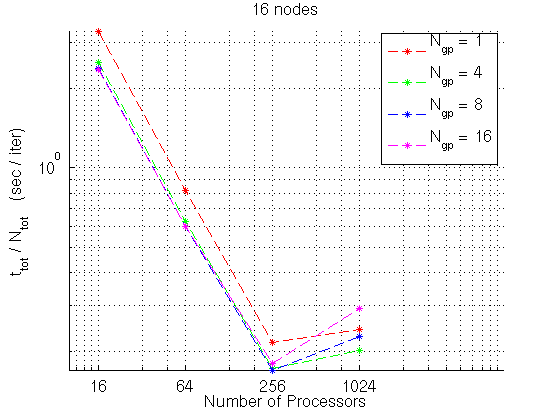 16 nodes
N_gp = 1
N_gp = 4
N_gp = 8
N_gp = 16
10^0
t_tot / N_tot (sec / iter)
16 64 256 1024
Number of Processors